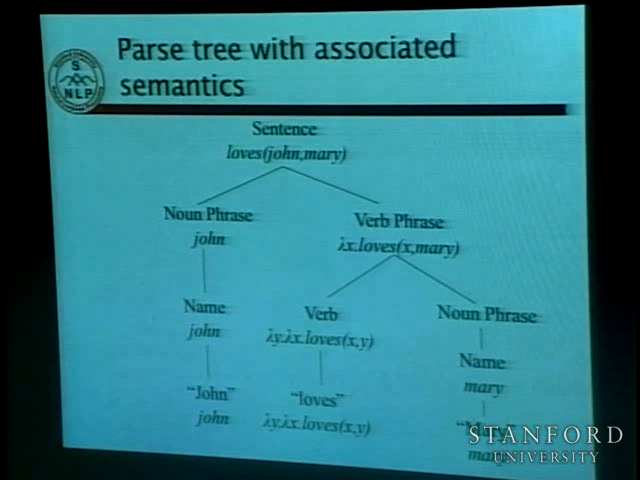 Parse tree with associated
semantics
S
NLP
Sentence
loves(john,mary)
Noun Phrase
john
Verb Phrase
λx.loves(x,mary)
Name
john
Verb
λy.λx.loves(x,y)
Noun Phrase
Name
mary
"John"
john
"loves"
λy.λx.loves(x,y)
"Mary"
STANFORD
UNIVERSITY